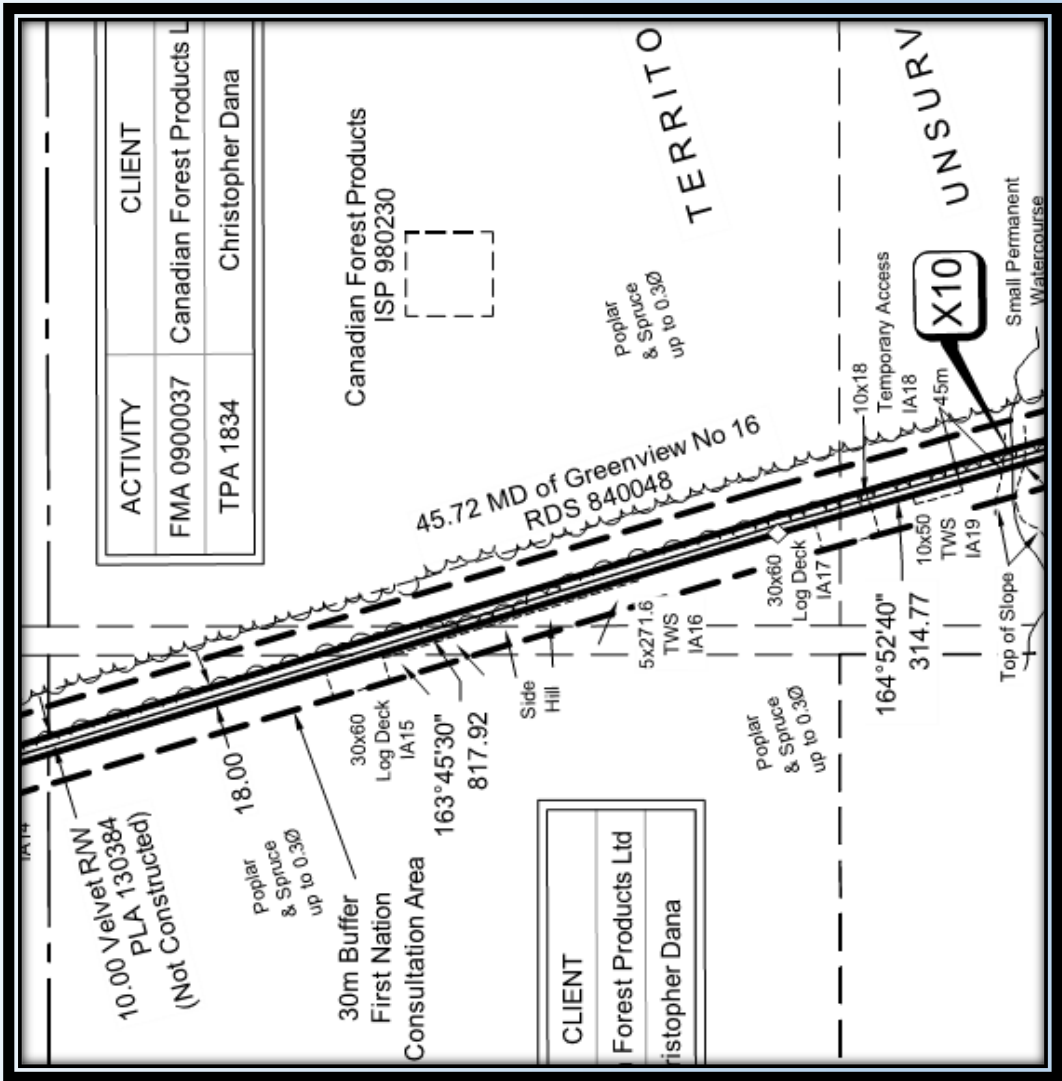 ACTIVITY
CLIENT
FMA 0900037
Canadian Forest Products L
TPA 1834
Christopher Dana
Canadian Forest Products
ISP 980230
TERRITO
UNSURV
Poplar
& Spruce
up to 0.3Ø
45.72 MD of Greenview No 16
RDS 840048
10x18
Temporary Access
IA18
45m
X10
Small Permanent
Watercourse
30x60
Log Deck
IA17
10x50
TWS
IA19
Top of Slope
164°52'40"
314.77
5x271.6
TWS
IA16
Side
Hill
30x60
Log Deck
IA15
163°45'30"
817.92
18.00
IA14
10.00 Velvet R/W
PLA 130384
(Not Constructed)
Poplar
& Spruce
up to 0.3Ø
30m Buffer
First Nation
Consultation Area
Poplar
& Spruce
up to 0.3Ø
CLIENT
Forest Products Ltd
ristopher Dana